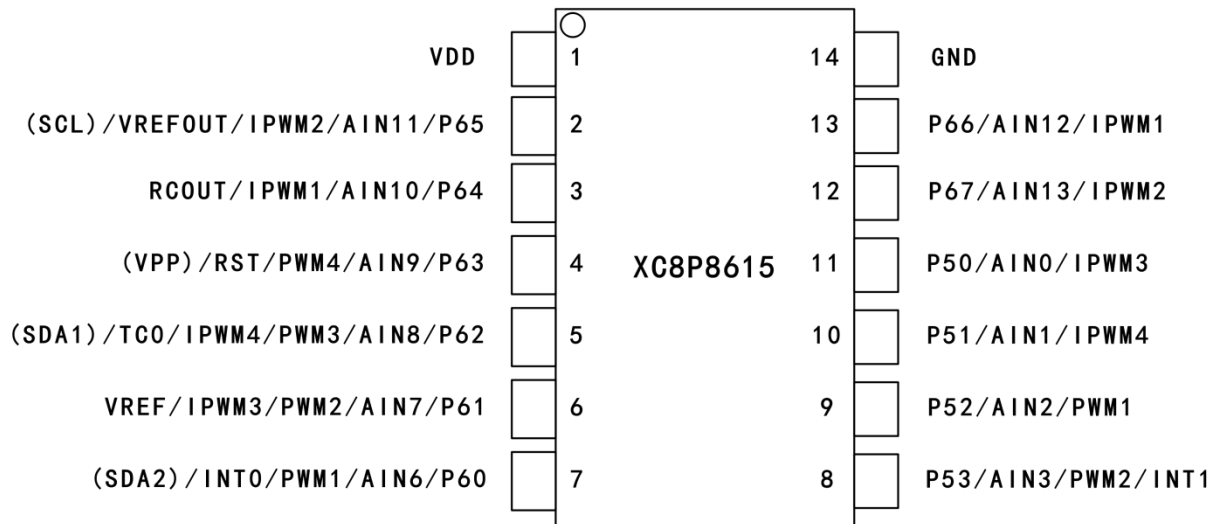 VDD 1 14 GND
(SCL)/VREFOUT/IPWM2/AIN11/P65 2 13 P66/AIN12/IPWM1
RCOUT/IPWM1/AIN10/P64 3 12 P67/AIN13/IPWM2
(VPP)/RST/PWM4/AIN9/P63 4 XC8P8615 11 P50/AIN0/IPWM3
(SDA1)/TC0/IPWM4/PWM3/AIN8/P62 5 10 P51/AIN1/IPWM4
VREF/IPWM3/PWM2/AIN7/P61 6 9 P52/AIN2/PWM1
(SDA2)/INT0/PWM1/AIN6/P60 7 8 P53/AIN3/PWM2/INT1